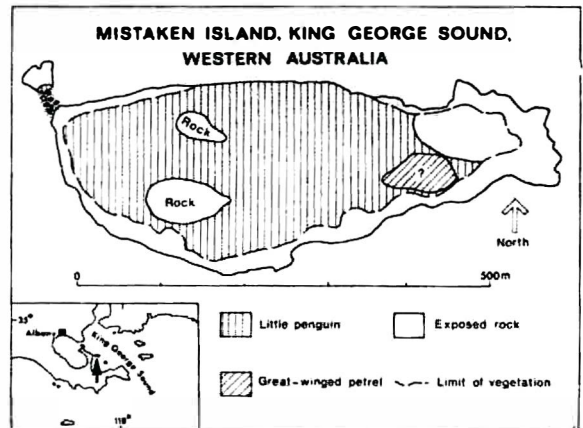 MISTAKEN ISLAND, KING GEORGE SOUND,
WESTERN AUSTRALIA
Rock
Rock
?
North
0 500m
35°
Albany
King George Sound
118°
Little penguin
Exposed rock
Great-winged petrel
Limit of vegetation